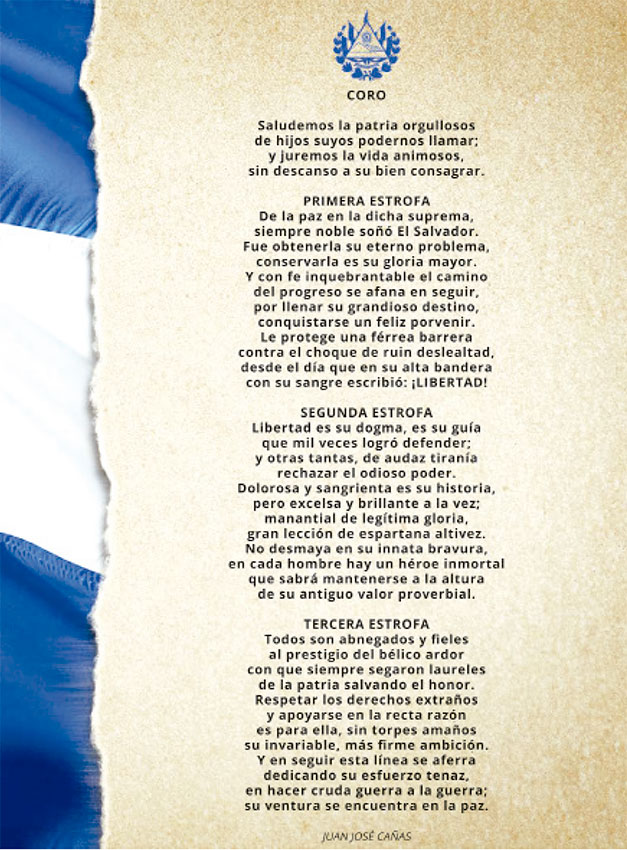 CORO
Saludemos la patria orgullosos
de hijos suyos podernos llamar;
y juremos la vida animosos,
sin descanso a su bien consagrar.
PRIMERA ESTROFA
De la paz en la dicha suprema,
siempre noble soñó El Salvador.
Fue obtenerla su eterno problema,
conservarla es su gloria mayor.
Y con fe inquebrantable el camino
del progreso se afana en seguir,
por llenar su grandioso destino,
conquistarse un feliz porvenir.
Le protege una férrea barrera
contra el choque de ruin deslealtad,
desde el día que en su alta bandera
con su sangre escribió: ¡LIBERTAD!
SEGUNDA ESTROFA
Libertad es su dogma, es su guía
que mil veces logró defender;
y otras tantas, de audaz tiranía
rechazar el odioso poder.
Dolorosa y sangrienta es su historia,
pero excelsa y brillante a la vez;
manantial de legítima gloria,
gran lección de espartana altivez.
No desmaya en su innata bravura,
en cada hombre hay un héroe inmortal
que sabrá mantenerse a la altura
de su antiguo valor proverbial.
TERCERA ESTROFA
Todos son abnegados y fieles
al prestigio del bélico ardor
con que siempre segaron laureles
de la patria salvando el honor.
Respetar los derechos extraños
y apoyarse en la recta razón
es para ella, sin torpes amaños
su invariable, más firme ambición.
Y en seguir esta línea se aferra
dedicando su esfuerzo tenaz,
en hacer cruda guerra a la guerra;
su ventura se encuentra en la paz.
JUAN JOSÉ CAÑAS